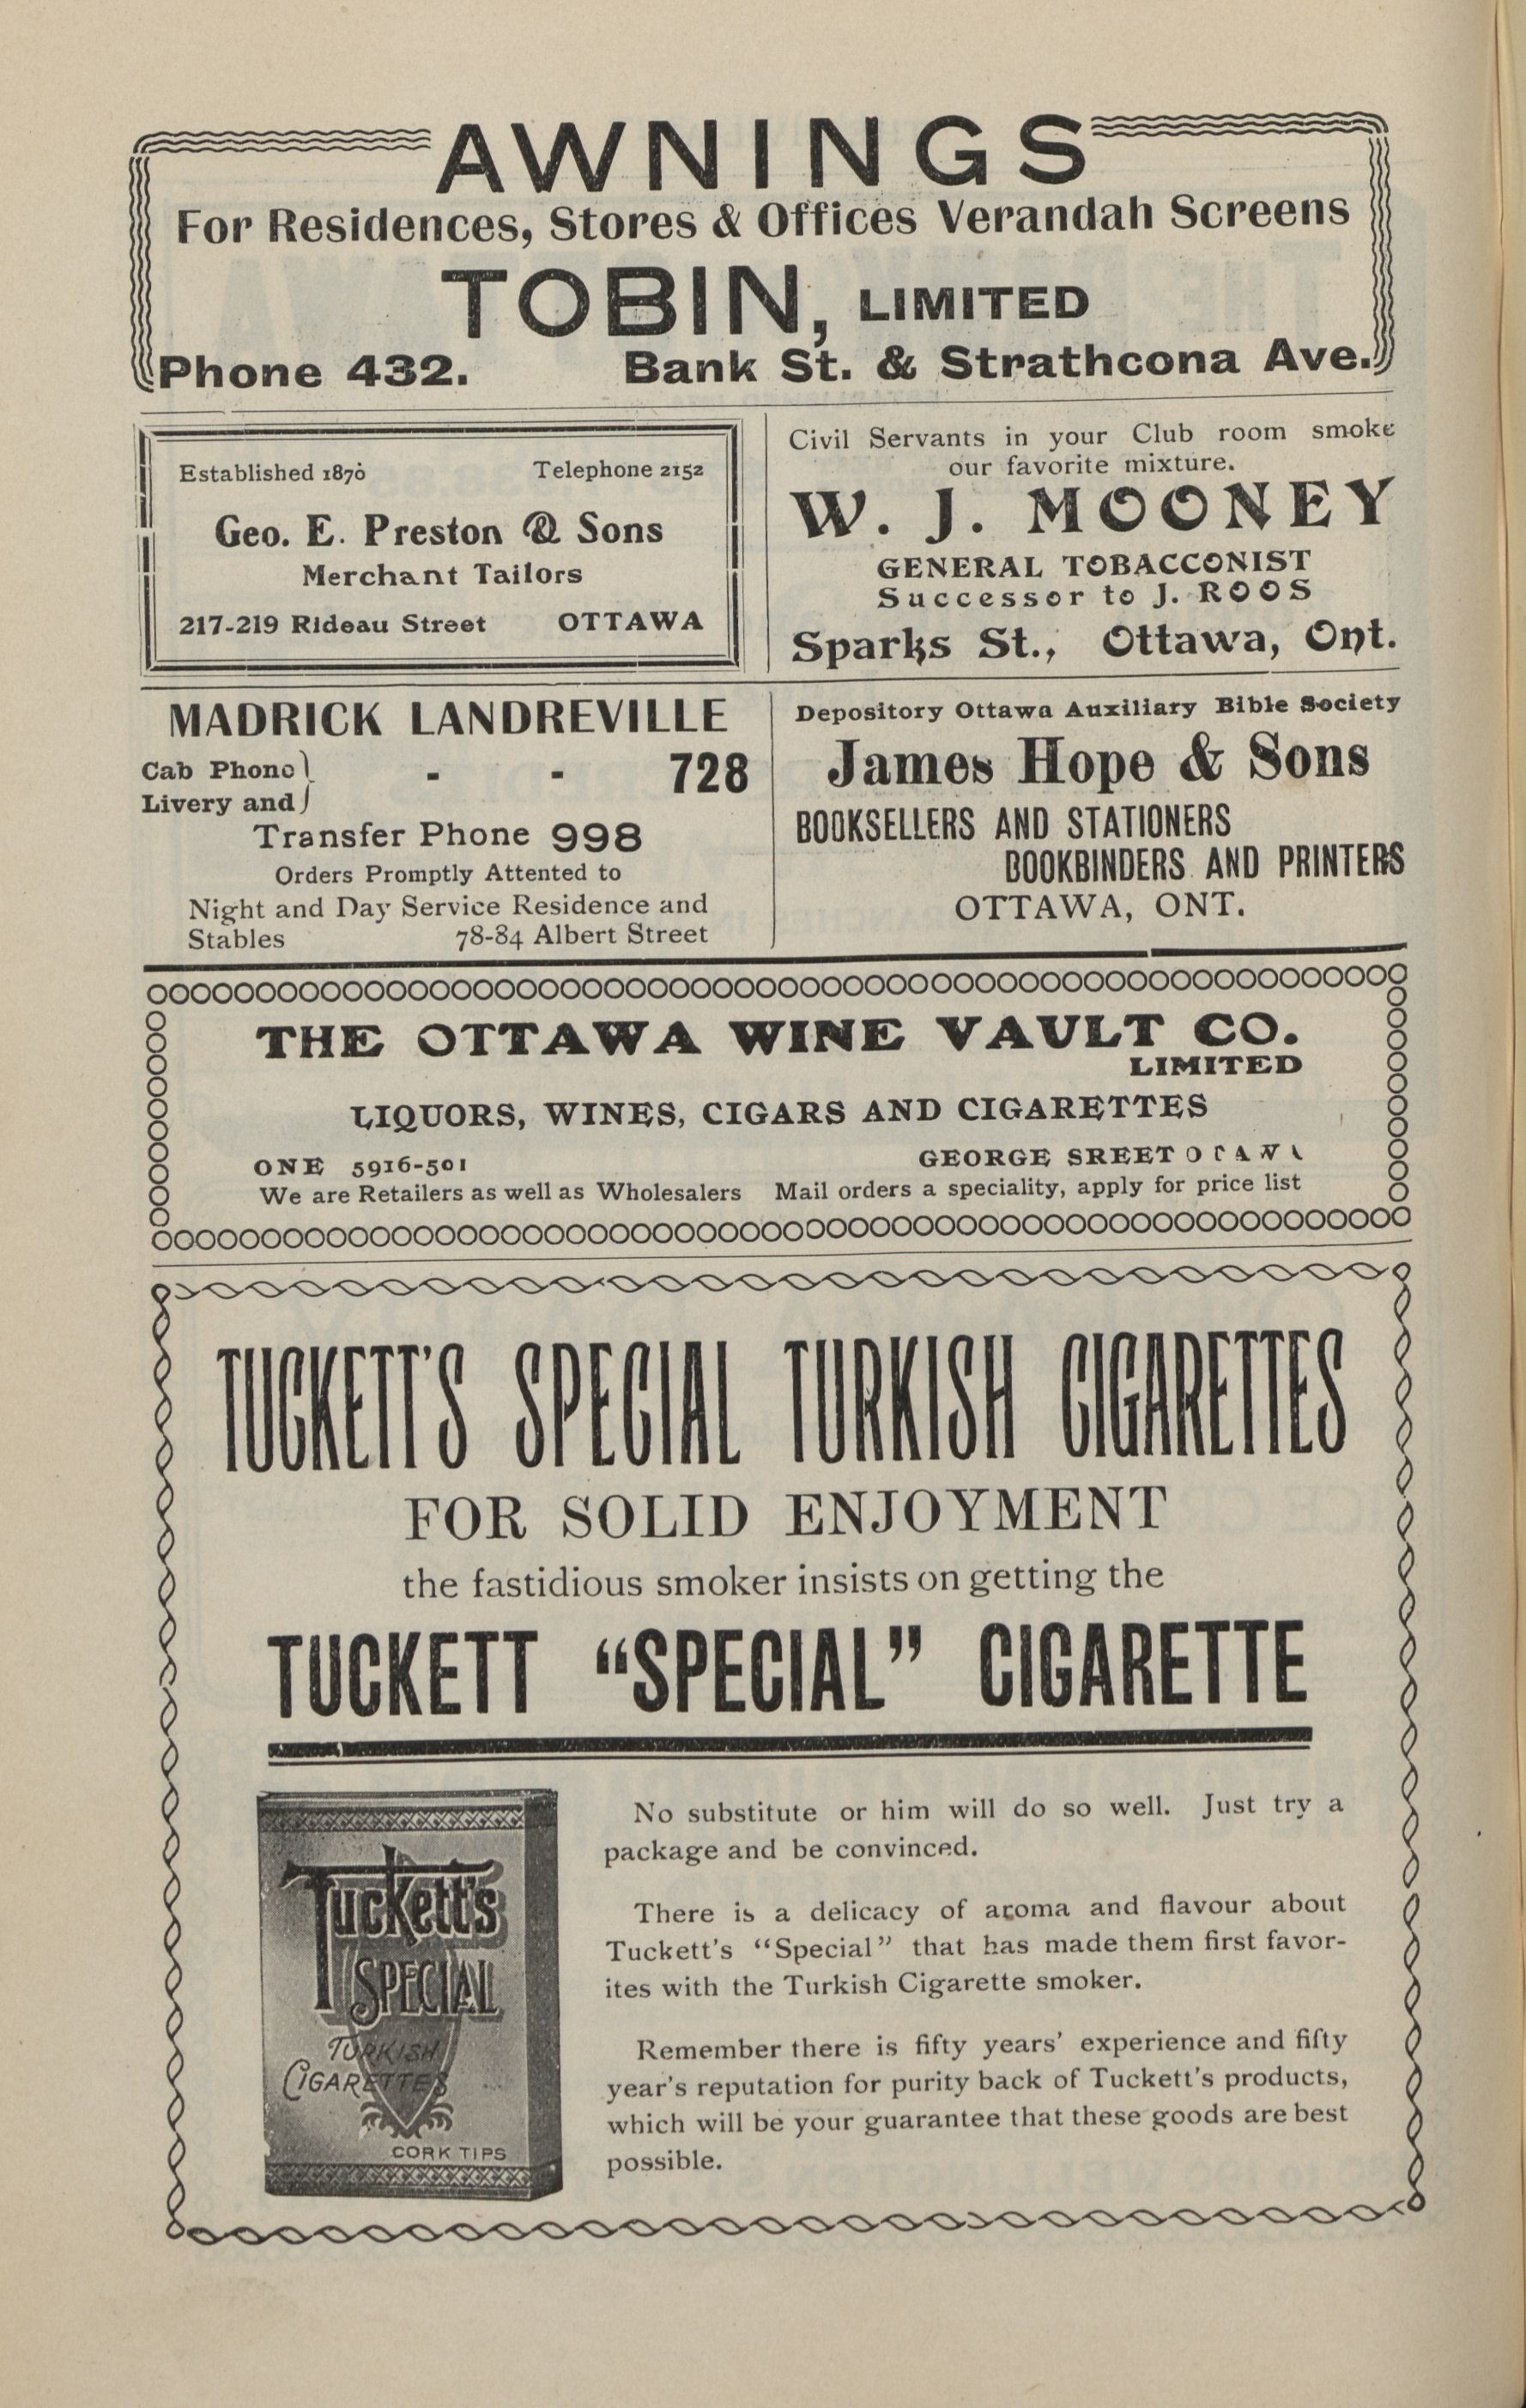 AWNINGS
For Residences, Stores & Offices Verandah Screens
TOBIN, LIMITED
Phone 432. Bank St. & Strathcona Ave.
Established 1870 Telephone 2152
Geo. E. Preston & Sons
Merchant Tailors
217-219 Rideau Street OTTAWA
Civil Servants in your Club room smoke
our favorite mixture.
W. J. MOONEY
GENERAL TOBACCONIST
Successor to J. ROOS
Sparks St., Ottawa, Ont.
MADRICK LANDREVILLE
Cab Phone - - 728
Livery and
Transfer Phone 998
Orders Promptly Attented to
Night and Day Service Residence and
Stables 78-84 Albert Street
Depository Ottawa Auxiliary Bible Society
James Hope & Sons
BOOKSELLERS AND STATIONERS
BOOKBINDERS AND PRINTERS
OTTAWA, ONT.
THE OTTAWA WINE VAULT CO.
LIMITED
LIQUORS, WINES, CIGARS AND CIGARETTES
ONE 5916-501 GEORGE SREET
We are Retailers as well as Wholesalers Mail orders a speciality, apply for price list
TUCKETT'S SPECIAL TURKISH CIGARETTES
FOR SOLID ENJOYMENT
the fastidious smoker insists on getting the
TUCKETT “SPECIAL” CIGARETTE
Tuckett's
SPECIAL
TURKISH
CIGARETTES
CORK TIPS
No substitute or him will do so well. Just try a
package and be convinced.
There is a delicacy of aroma and flavour about
Tuckett's “Special” that has made them first favor-
ites with the Turkish Cigarette smoker.
Remember there is fifty years' experience and fifty
year's reputation for purity back of Tuckett's products,
which will be your guarantee that these goods are best
possible.